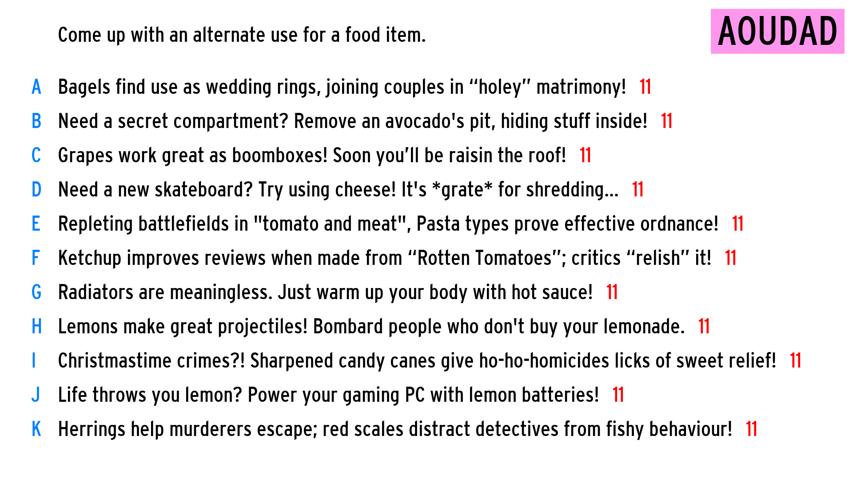 Come up with an alternate use for a food item.
AOUDAD
A Bagels find use as wedding rings, joining couples in “holey” matrimony! 11
B Need a secret compartment? Remove an avocado's pit, hiding stuff inside! 11
C Grapes work great as boomboxes! Soon you’ll be raisin the roof! 11
D Need a new skateboard? Try using cheese! It's *grate* for shredding... 11
E Repleting battlefields in "tomato and meat", Pasta types prove effective ordnance! 11
F Ketchup improves reviews when made from “Rotten Tomatoes”; critics “relish” it! 11
G Radiators are meaningless. Just warm up your body with hot sauce! 11
H Lemons make great projectiles! Bombard people who don't buy your lemonade. 11
I Christmastime crimes?! Sharpened candy canes give ho-ho-homicides licks of sweet relief! 11
J Life throws you lemon? Power your gaming PC with lemon batteries! 11
K Herrings help murderers escape; red scales distract detectives from fishy behaviour! 11